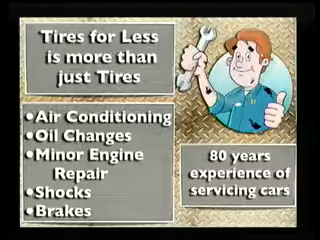 Tires for Less
is more than
just Tires
•Air Conditioning
•Oil Changes
•Minor Engine
Repair
•Shocks
•Brakes
80 years
experience of
servicing cars